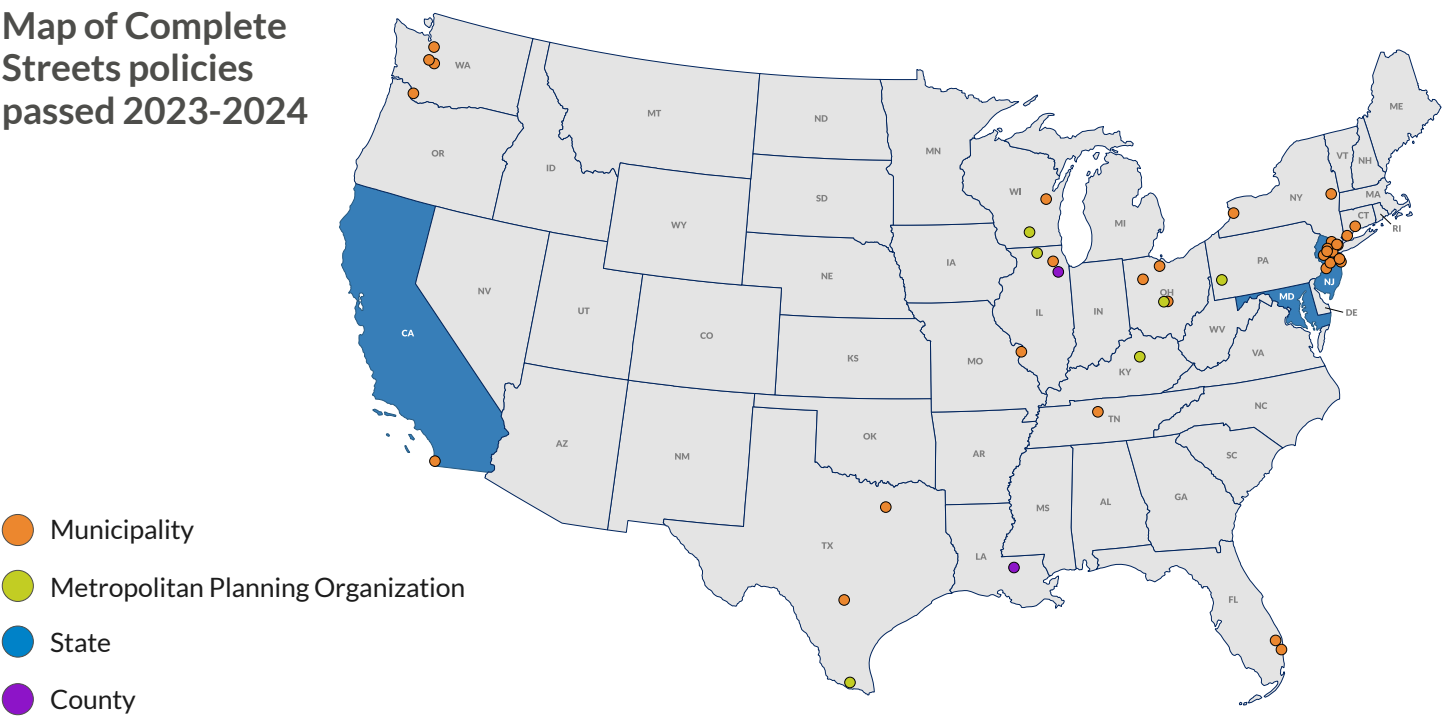 Map of Complete
Streets policies
passed 2023-2024
WA
OR
ID
MT
ND
MN
SD
WY
NE
IA
WI
MI
NY
VT
NH
ME
MA
CT
RI
PA
NJ
MD
DE
OH
IN
IL
WV
VA
KY
MO
KS
CO
UT
NV
CA
AZ
NM
OK
AR
TN
NC
SC
GA
AL
MS
LA
TX
FL
Municipality
Metropolitan Planning Organization
State
County